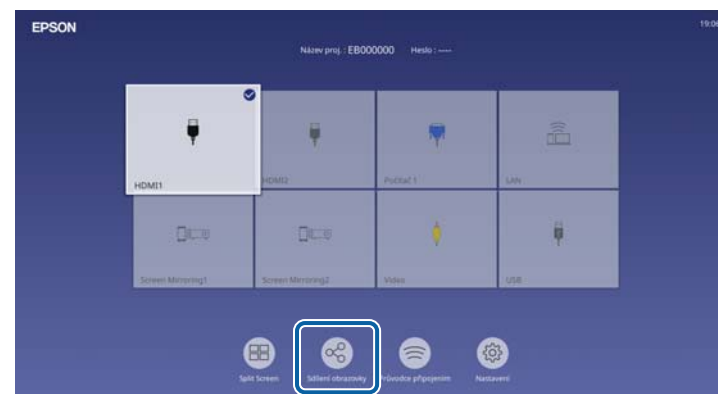 EPSON
19:06
Název proj. : EB000000 Heslo : ----
HDMI1
HDMI2
Počítač 1
LAN
Screen Mirroring1
Screen Mirroring2
Video
USB
Split Screen
Sdílení obrazovky
Průvodce připojením
Nastavení